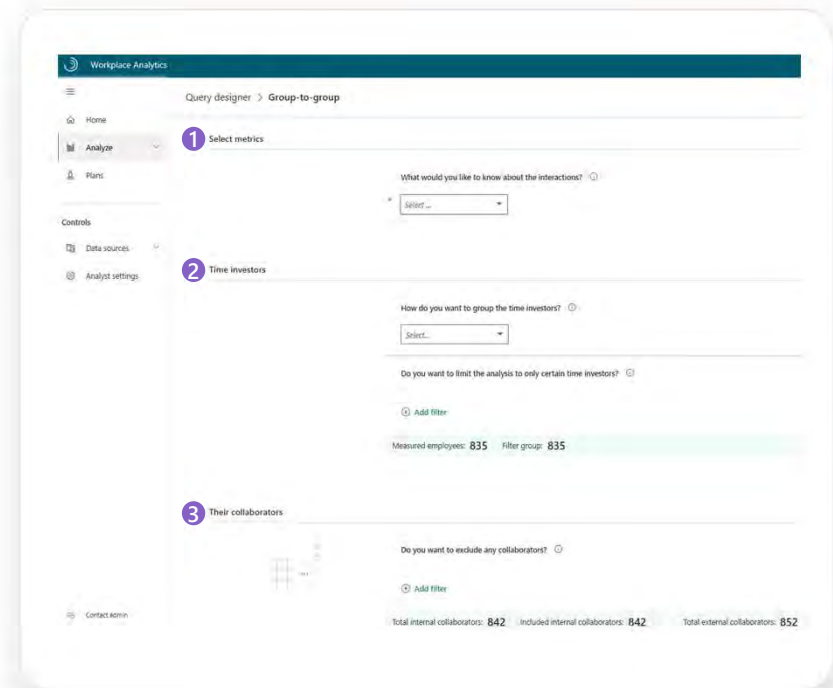 Workplace Analytics
Query designer > Group-to-group
Home
Analyze
Plans
Controls
Data sources
Analyst settings
1 Select metrics
What would you like to know about the interactions?
* Select ...
2 Time investors
How do you want to group the time investors?
Select...
Do you want to limit the analysis to only certain time investors?
Add filter
Measured employees: 835 Filter group: 835
3 Their collaborators
Do you want to exclude any collaborators?
Add filter
Contact admin
Total internal collaborators: 842 Included internal collaborators: 842 Total external collaborators: 852